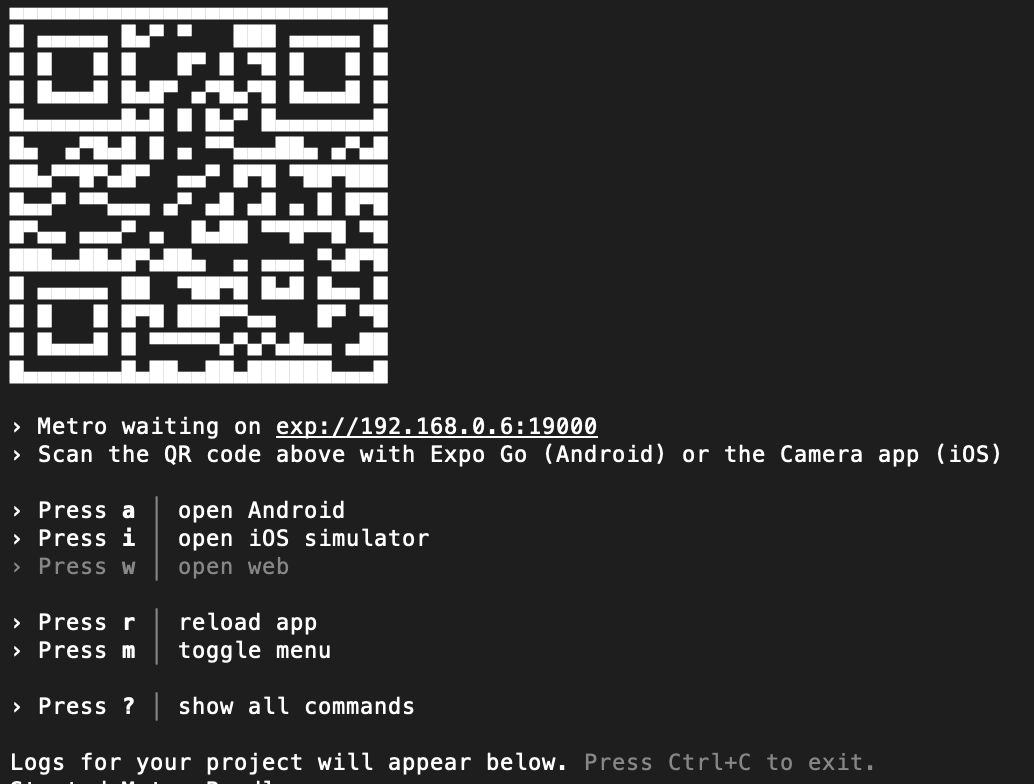 › Metro waiting on exp://192.168.0.6:19000
› Scan the QR code above with Expo Go (Android) or the Camera app (iOS)
› Press a │ open Android
› Press i │ open iOS simulator
› Press w │ open web
› Press r │ reload app
› Press m │ toggle menu
› Press ? │ show all commands
Logs for your project will appear below. Press Ctrl+C to exit.